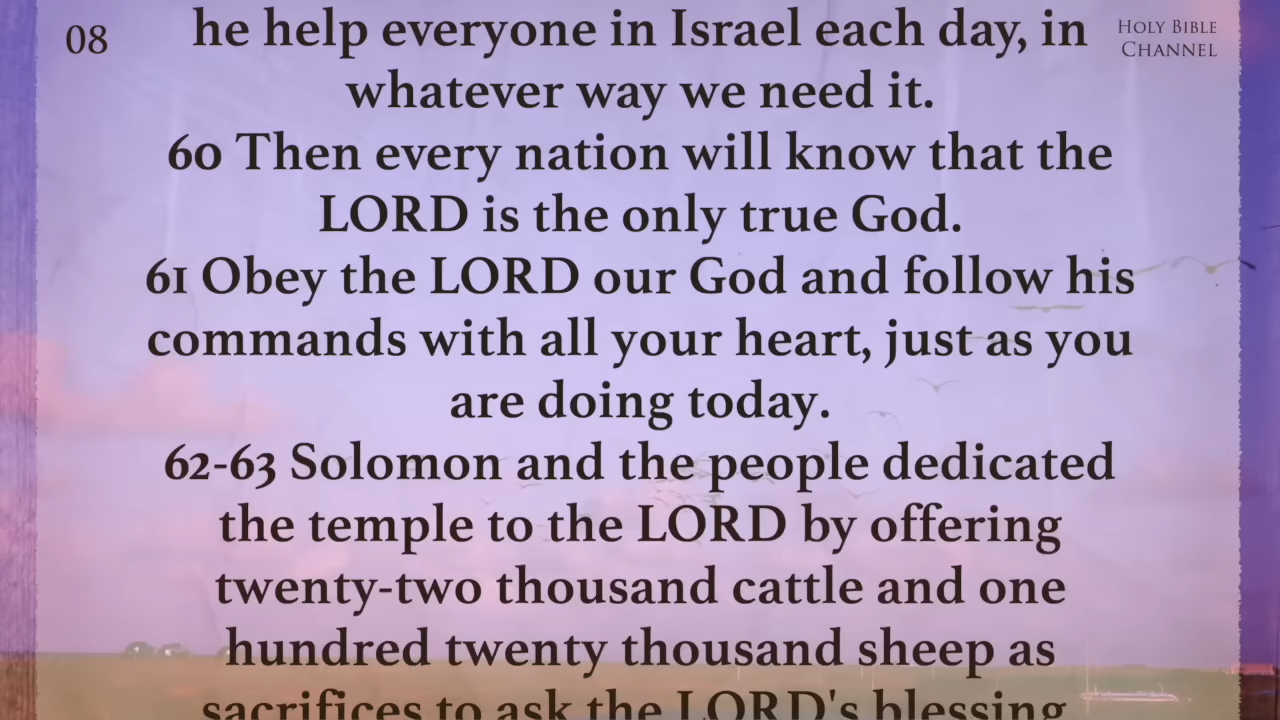 08
HOLY BIBLE
CHANNEL
he help everyone in Israel each day, in
whatever way we need it.
60 Then every nation will know that the
LORD is the only true God.
61 Obey the LORD our God and follow his
commands with all your heart, just as you
are doing today.
62-63 Solomon and the people dedicated
the temple to the LORD by offering
twenty-two thousand cattle and one
hundred twenty thousand sheep as
sacrifices to ask the LORD's blessing